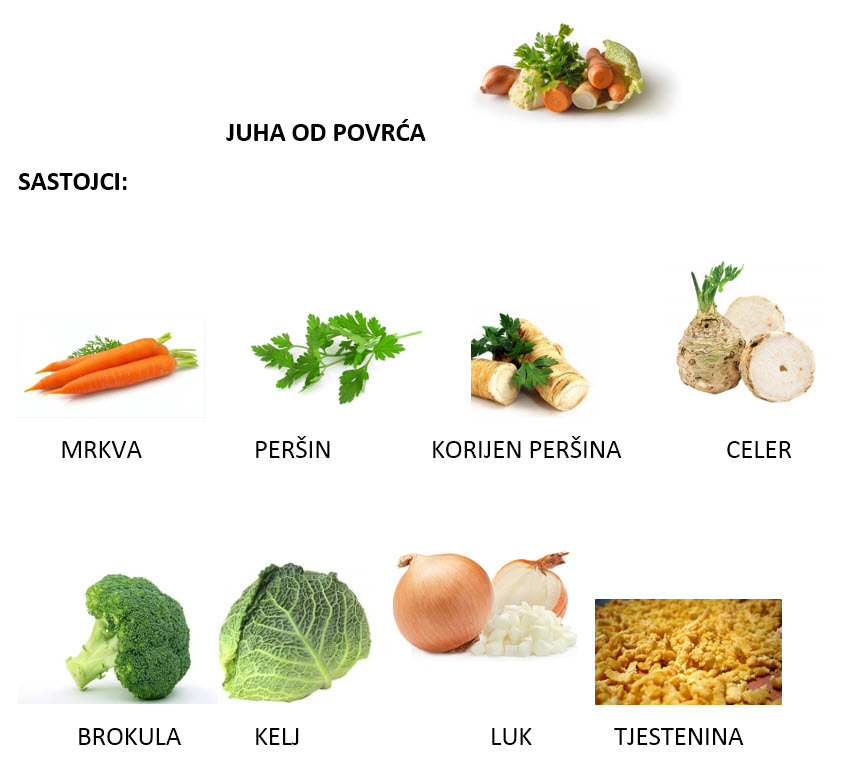 JUHA OD POVRĆA
SASTOJCI:
MRKVA PERŠIN KORIJEN PERŠINA CELER
BROKULA KELJ LUK TJESTENINA